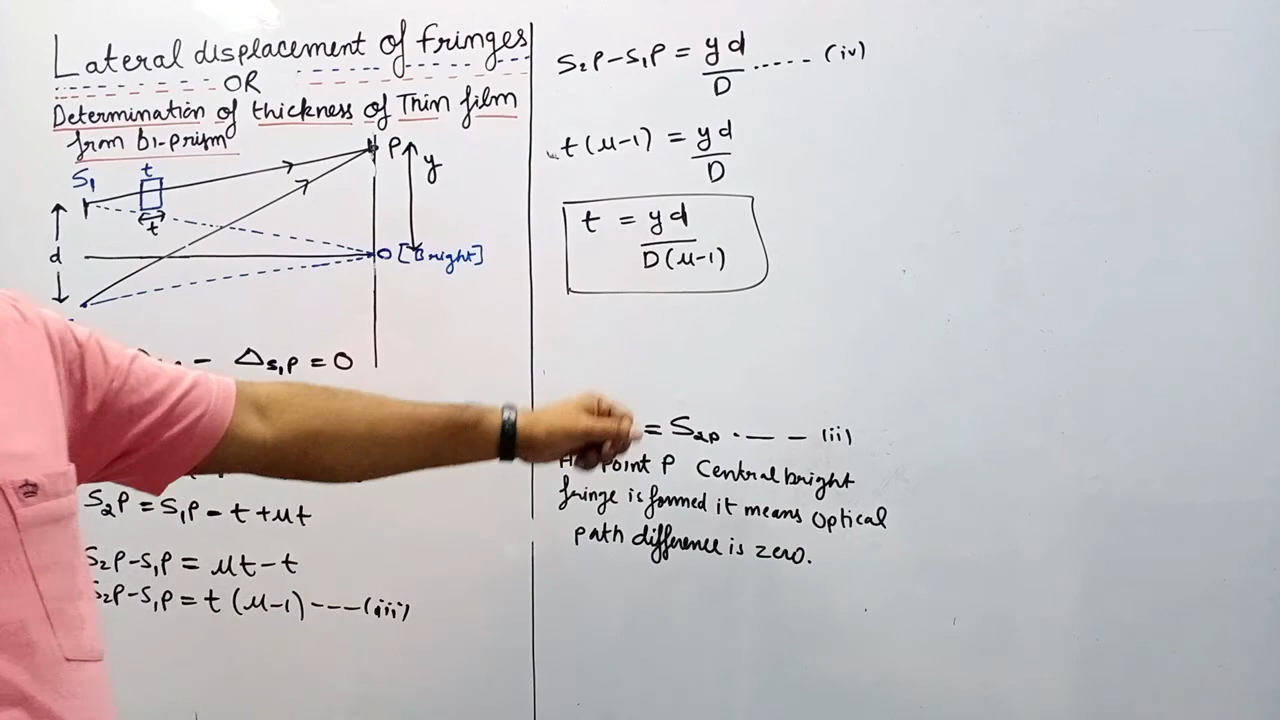 Lateral displacement of fringes
OR
Determination of thickness of Thin film
from bi-prism
S₁
t
t
d
P
y
O [Bright]
- Δs₁P = 0
S₂P = S₁P - t + μt
S₂P - S₁P = μt - t
S₂P - S₁P = t (μ-1) --- (iii)
S₂P - S₁P = yd/D ..... (iv)
t (μ-1) = yd/D
t = yd/D(μ-1)
= S₂P . — - (ii)
Point P Central bright
fringe is formed it means Optical
path difference is zero.